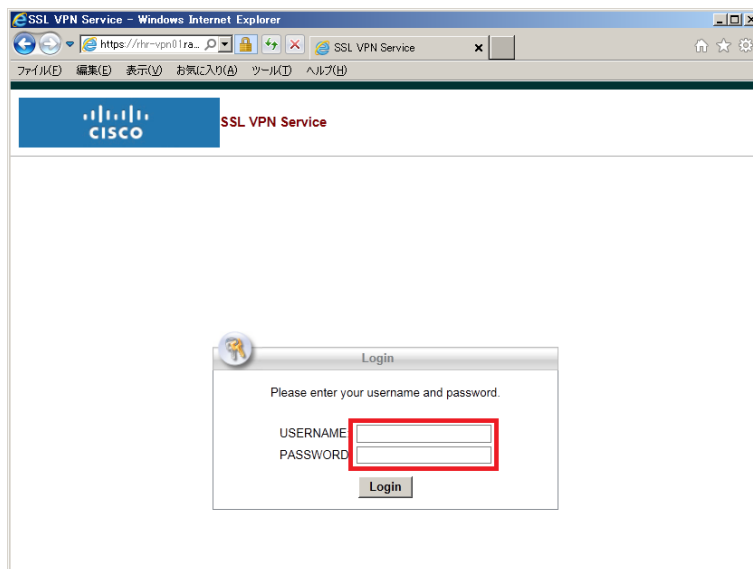 SSL VPN Service - Windows Internet Explorer
https://rhr-vpn01ra...
SSL VPN Service
ファイル(F) 編集(E) 表示(V) お気に入り(A) ツール(T) ヘルプ(H)
CISCO
SSL VPN Service
Login
Please enter your username and password.
USERNAME
PASSWORD
Login